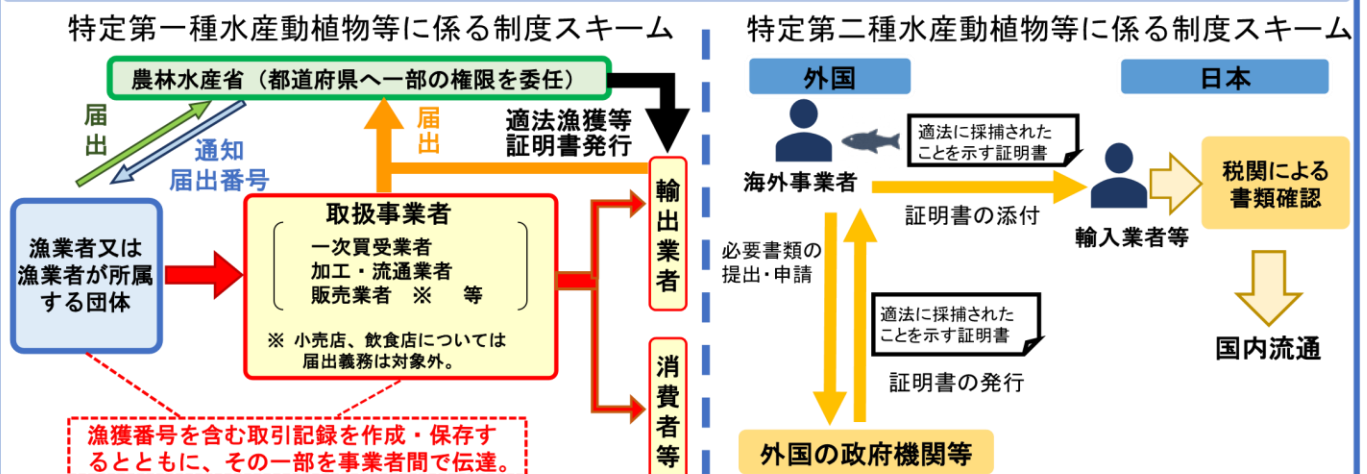 特定第一種水産動植物等に係る制度スキーム
農林水産省（都道府県へ一部の権限を委任）
届出
通知
届出番号
届出
適法漁獲等
証明書発行
漁業者又は
漁業者が所属
する団体
取扱事業者
一次買受業者
加工・流通業者
販売業者　※　等
※ 小売店、飲食店については
届出義務は対象外。
輸出業者
消費者等
漁獲番号を含む取引記録を作成・保存す
るとともに、その一部を事業者間で伝達。
特定第二種水産動植物等に係る制度スキーム
外国
日本
適法に採捕された
ことを示す証明書
海外事業者
証明書の添付
輸入業者等
税関による
書類確認
必要書類の
提出・申請
適法に採捕された
ことを示す証明書
証明書の発行
国内流通
外国の政府機関等